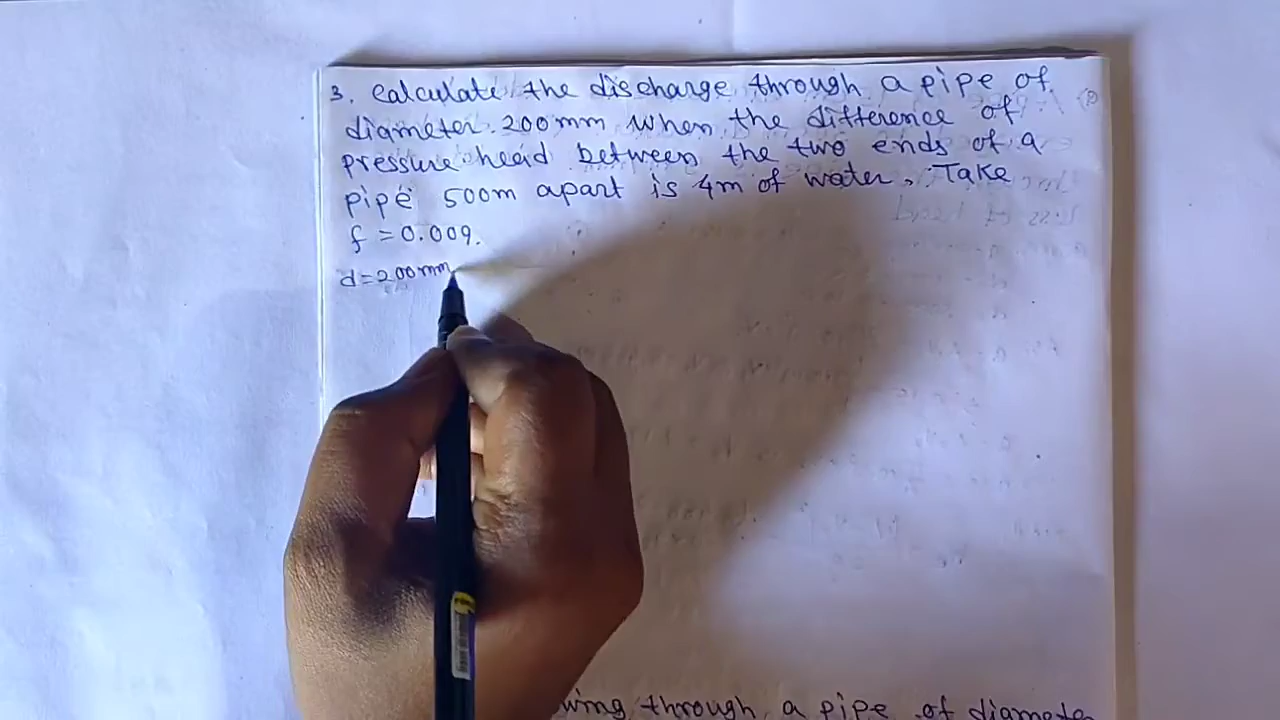 3. Calculate the discharge through a pipe of
diameter 200mm when the difference of
pressure head between the two ends of a
pipe 500m apart is 4m of water. Take
f = 0.009.
d=200mm
through a pipe of diameter